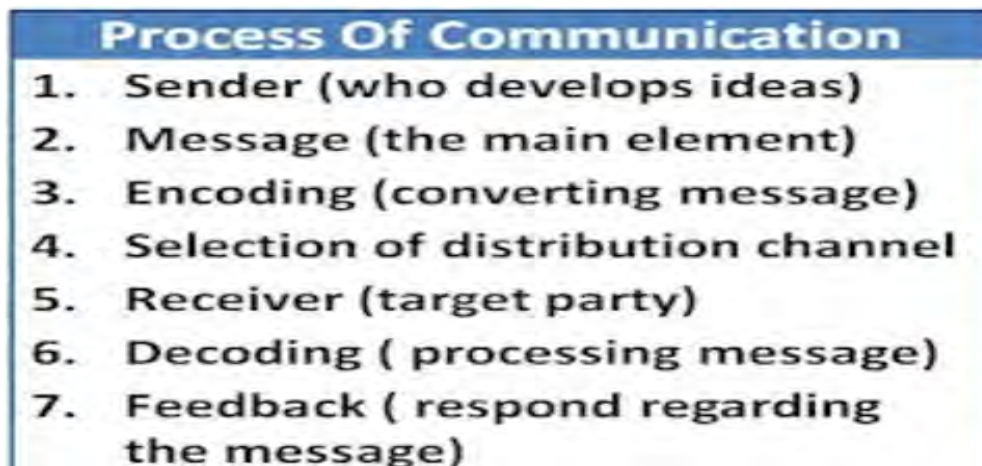 Process Of Communication
1. Sender (who develops ideas)
2. Message (the main element)
3. Encoding (converting message)
4. Selection of distribution channel
5. Receiver (target party)
6. Decoding ( processing message)
7. Feedback ( respond regarding
the message)